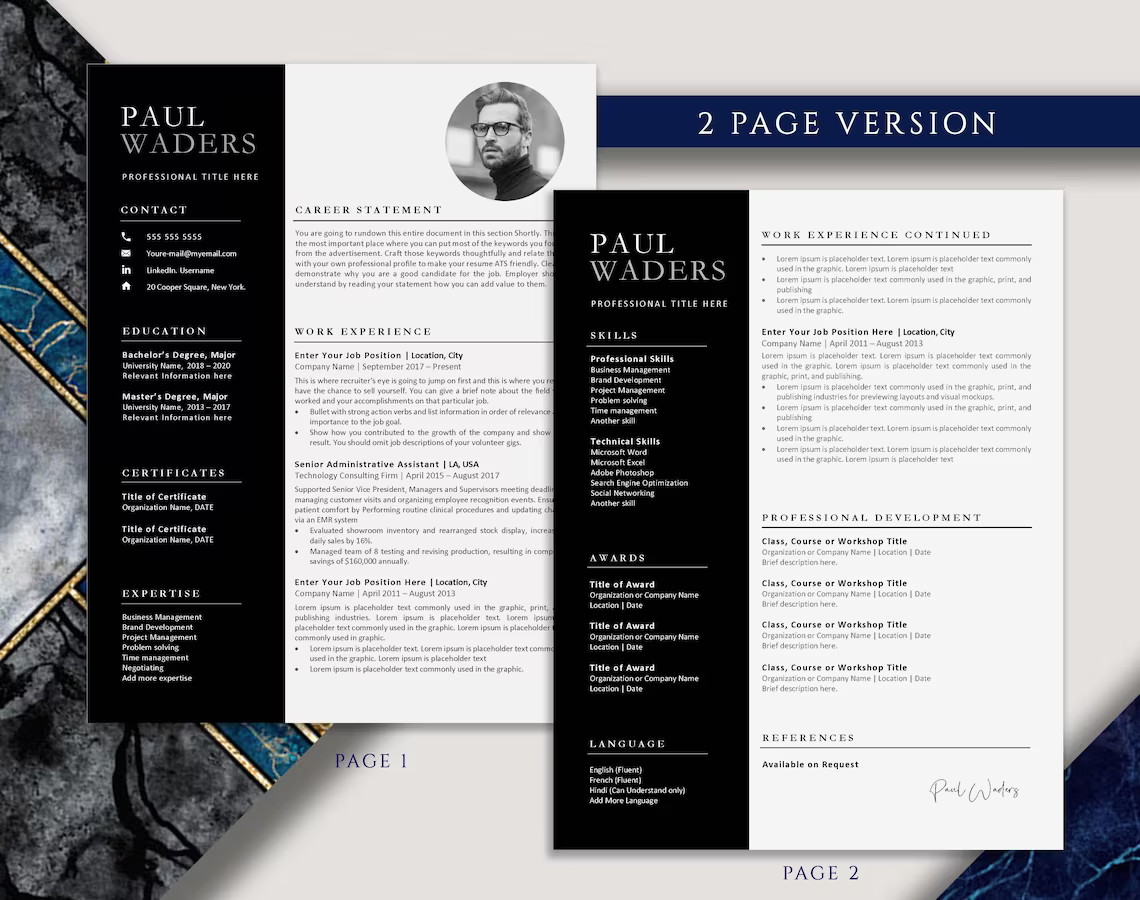 2 PAGE VERSION
PAUL
WADERS
PROFESSIONAL TITLE HERE
CONTACT
555 555 5555
Youre-mail@myemail.com
LinkedIn. Username
20 Cooper Square, New York.
EDUCATION
Bachelor's Degree, Major
University Name, 2018 – 2020
Relevant Information here
Master's Degree, Major
University Name, 2013 – 2017
Relevant Information here
CERTIFICATES
Title of Certificate
Organization Name, DATE
Title of Certificate
Organization Name, DATE
EXPERTISE
Business Management
Brand Development
Project Management
Problem solving
Time management
Negotiating
Add more expertise
CAREER STATEMENT
You are going to rundown this entire document in this section Shortly.
the most important place where you can put most of the keywords you
from the advertisement. Craft those keywords thoughtfully and relate
with your own professional profile to make your resume ATS friendly.
demonstrate why you are a good candidate for the job. Employer
understand by reading your statement how you can add value to them.
WORK EXPERIENCE
Enter Your Job Position | Location, City
Company Name | September 2017 – Present
This is where recruiter's eye is going to jump on first and this is where you
have the chance to sell yourself. You can give a brief note about the field
worked and your accomplishments on that particular job.
• Bullet with strong action verbs and list information in order of relevance
importance to the job goal.
• Show how you contributed to the growth of the company and show
result. You should omit job descriptions of your volunteer gigs.
Senior Administrative Assistant | LA, USA
Technology Consulting Firm | April 2015 – August 2017
Supported Senior Vice President, Managers and Supervisors meeting
managing customer visits and organizing employee recognition events.
patient comfort by Performing routine clinical procedures and updating
via an EMR system
• Evaluated showroom inventory and rearranged stock display,
daily sales by 16%.
• Managed team of 8 testing and revising production, resulting in
savings of $160,000 annually.
Enter Your Job Position Here | Location, City
Company Name | April 2011 – August 2013
Lorem ipsum is placeholder text commonly used in the graphic, print,
publishing industries. Lorem ipsum is placeholder text. Lorem ipsum
placeholder text commonly used in the graphic. Lorem ipsum is placeholder
commonly used in graphic.
• Lorem ipsum is placeholder text. Lorem ipsum is placeholder text
used in the graphic. Lorem ipsum is placeholder text
• Lorem ipsum is placeholder text commonly used in the graphic.
PAGE 1
PAUL
WADERS
PROFESSIONAL TITLE HERE
SKILLS
Professional Skills
Business Management
Brand Development
Project Management
Problem solving
Time management
Another skill
Technical Skills
Microsoft Word
Microsoft Excel
Adobe Photoshop
Search Engine Optimization
Social Networking
Another skill
AWARDS
Title of Award
Organization or Company Name
Location | Date
Title of Award
Organization or Company Name
Location | Date
Title of Award
Organization or Company Name
Location | Date
LANGUAGE
English (Fluent)
French (Fluent)
Hindi (Can Understand only)
Add More Language
WORK EXPERIENCE CONTINUED
• Lorem ipsum is placeholder text. Lorem ipsum is placeholder text commonly
used in the graphic. Lorem ipsum is placeholder text
• Lorem ipsum is placeholder text commonly used in the graphic, print, and
publishing
• Lorem ipsum is placeholder text. Lorem ipsum is placeholder text commonly
used in the graphic.
Enter Your Job Position Here | Location, City
Company Name | April 2011 – August 2013
Lorem ipsum is placeholder text. Lorem ipsum is placeholder text commonly
used in the graphic. Lorem ipsum is placeholder text commonly used in the
graphic, print, and publishing.
• Lorem ipsum is placeholder text commonly used in the graphic, print, and
publishing industries for previewing layouts and visual mockups.
• Lorem ipsum is placeholder text commonly used in the graphic, print, and
publishing
• Lorem ipsum is placeholder text. Lorem ipsum is placeholder text commonly
used in the graphic.
• Lorem ipsum is placeholder text. Lorem ipsum is placeholder text commonly
used in the graphic. Lorem ipsum is placeholder text
PROFESSIONAL DEVELOPMENT
Class, Course or Workshop Title
Organization or Company Name | Location | Date
Brief description here.
Class, Course or Workshop Title
Organization or Company Name | Location | Date
Brief description here.
Class, Course or Workshop Title
Organization or Company Name | Location | Date
Brief description here.
Class, Course or Workshop Title
Organization or Company Name | Location | Date
Brief description here.
REFERENCES
Available on Request
Paul Waders
PAGE 2